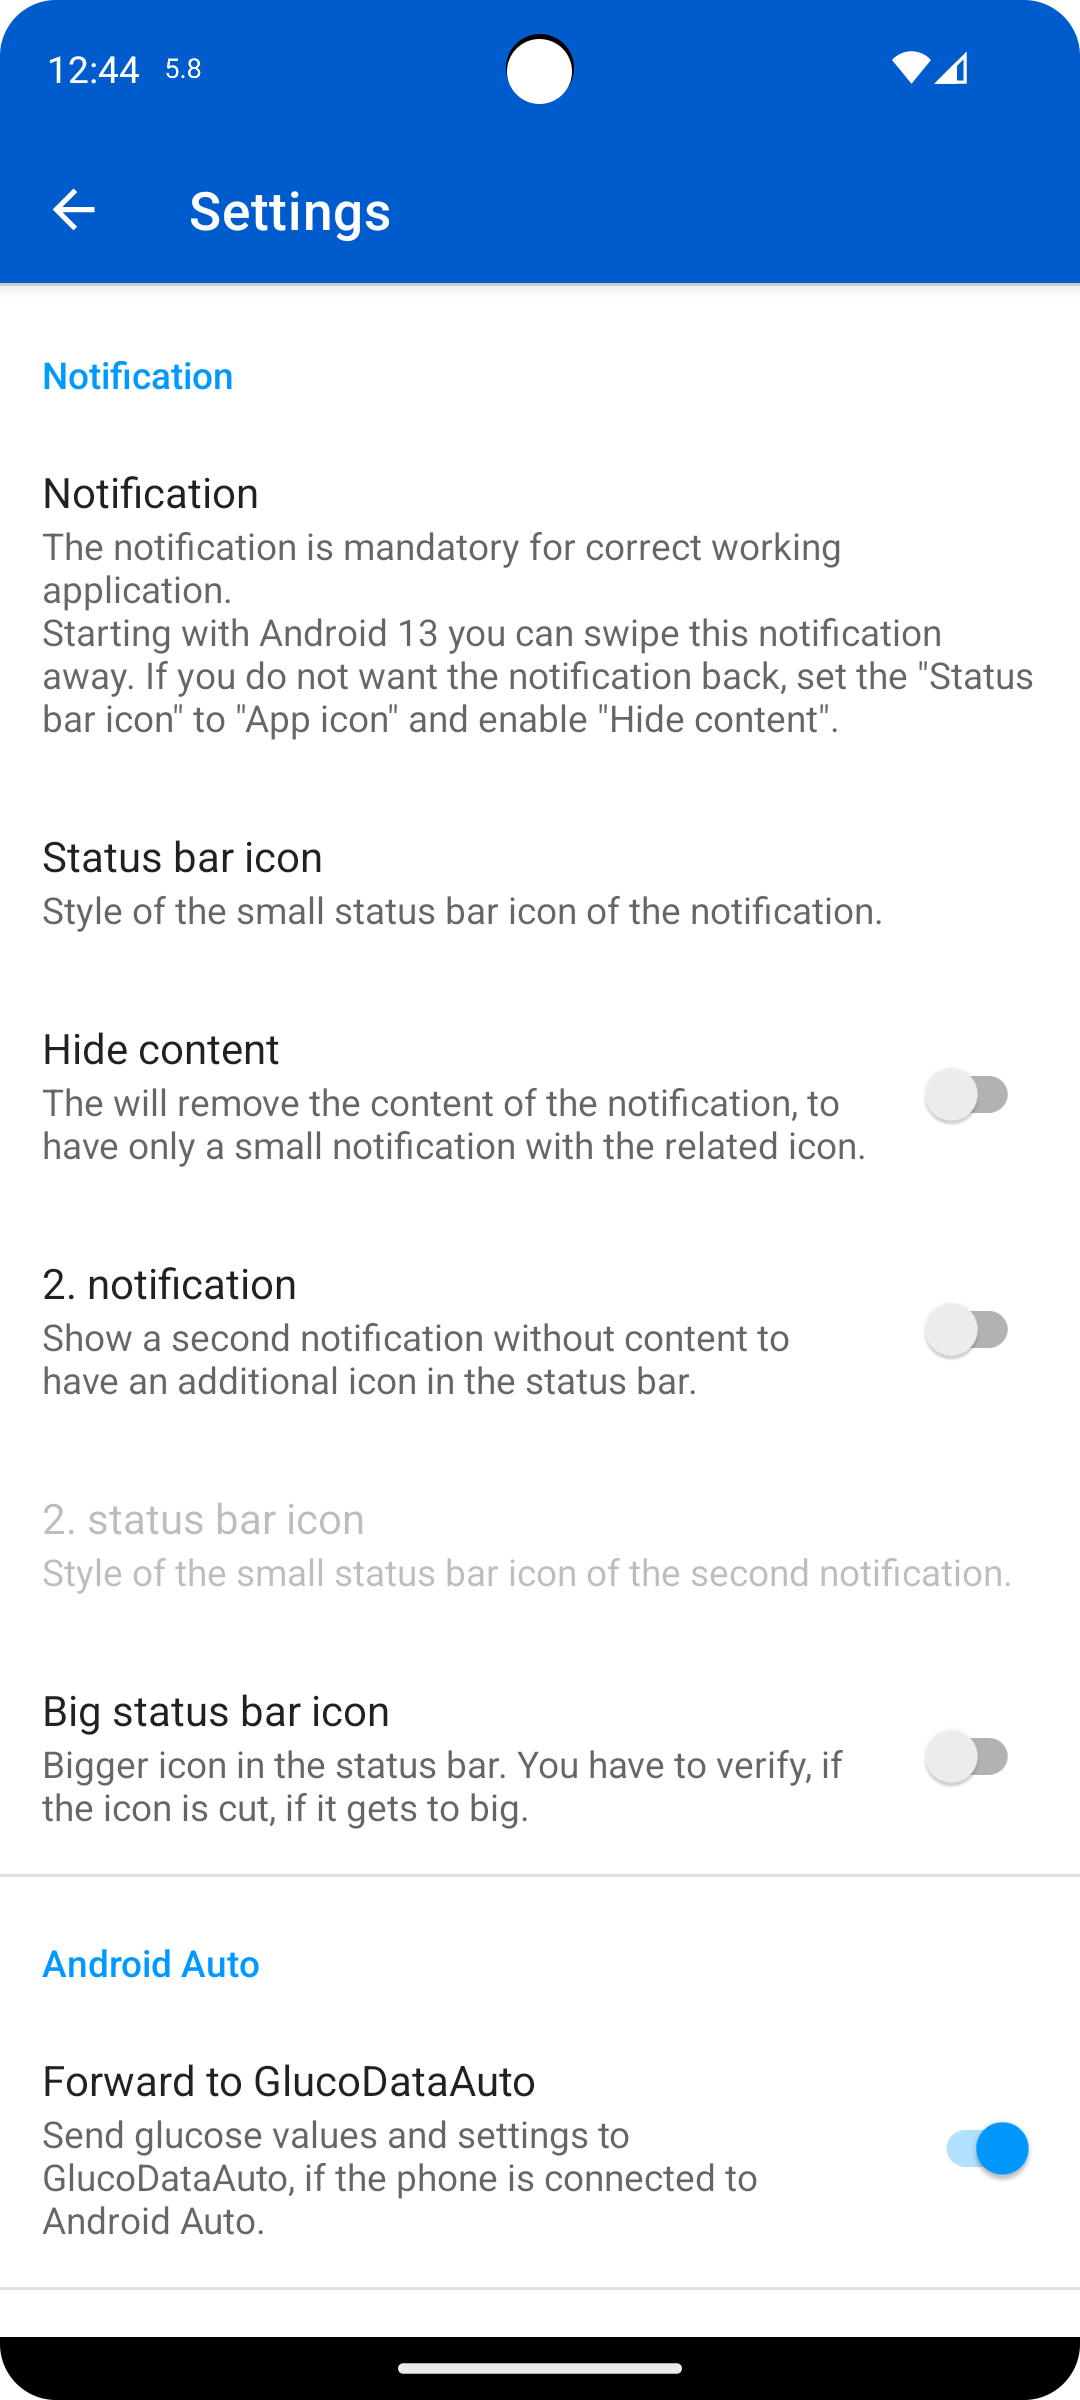 12:44 5.8
Settings
Notification
Notification
The notification is mandatory for correct working
application.
Starting with Android 13 you can swipe this notification
away. If you do not want the notification back, set the "Status
bar icon" to "App icon" and enable "Hide content".
Status bar icon
Style of the small status bar icon of the notification.
Hide content
The will remove the content of the notification, to
have only a small notification with the related icon.
2. notification
Show a second notification without content to
have an additional icon in the status bar.
2. status bar icon
Style of the small status bar icon of the second notification.
Big status bar icon
Bigger icon in the status bar. You have to verify, if
the icon is cut, if it gets to big.
Android Auto
Forward to GlucoDataAuto
Send glucose values and settings to
GlucoDataAuto, if the phone is connected to
Android Auto.